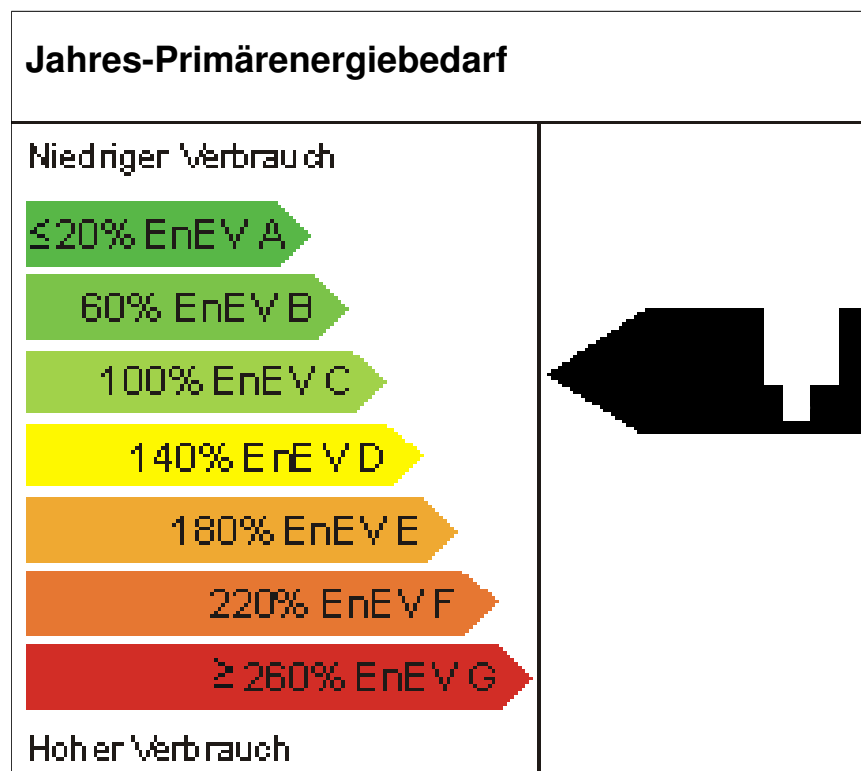 Jahres-Primärenergiebedarf
Niedriger Verbrauch
≤20% EnEV A
60% EnEV B
100% EnEV C
140% EnEV D
180% EnEV E
220% EnEV F
≥260% EnEV G
Hoher Verbrauch